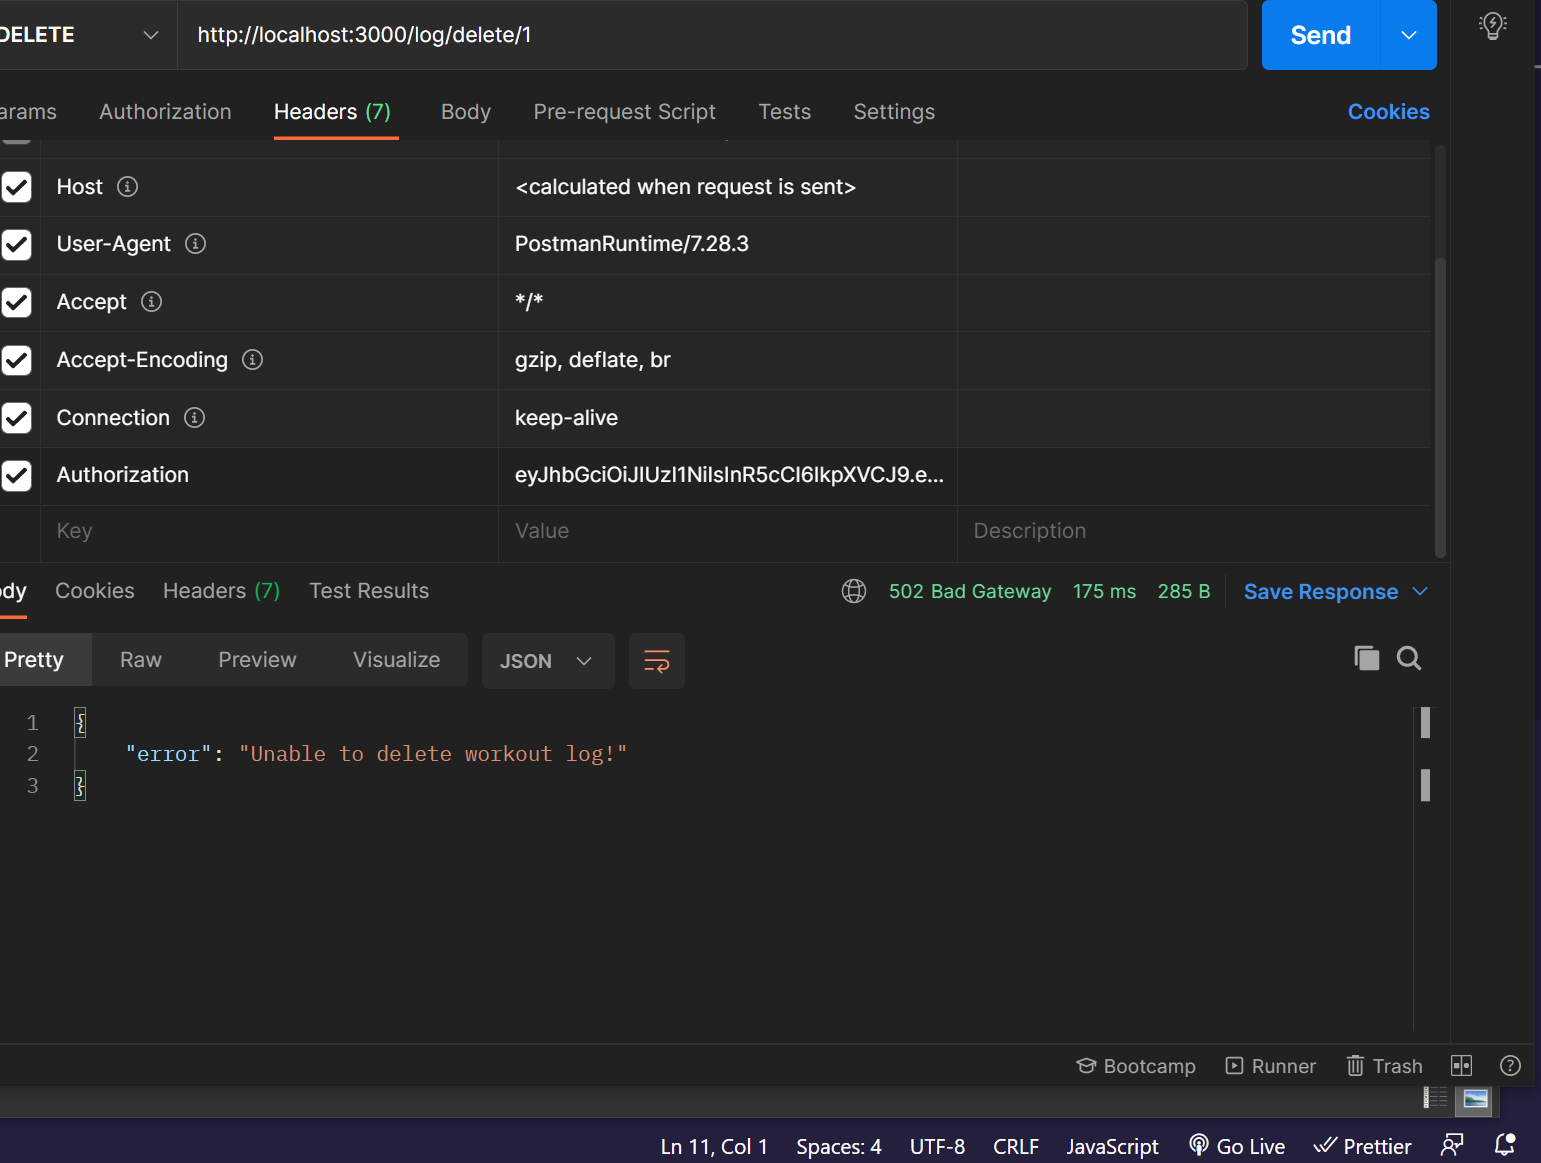 DELETE http://localhost:3000/log/delete/1 Send
arams Authorization Headers (7) Body Pre-request Script Tests Settings Cookies
Host <calculated when request is sent>
User-Agent PostmanRuntime/7.28.3
Accept */*
Accept-Encoding gzip, deflate, br
Connection keep-alive
Authorization eyJhbGciOiJIUzI1NiIsInR5cCI6IkpXVCJ9.e...
Key Value Description
ody Cookies Headers (7) Test Results 502 Bad Gateway 175 ms 285 B Save Response
Pretty Raw Preview Visualize JSON
1 {
2 "error": "Unable to delete workout log!"
3 }
Bootcamp Runner Trash
Ln 11, Col 1 Spaces: 4 UTF-8 CRLF JavaScript Go Live Prettier